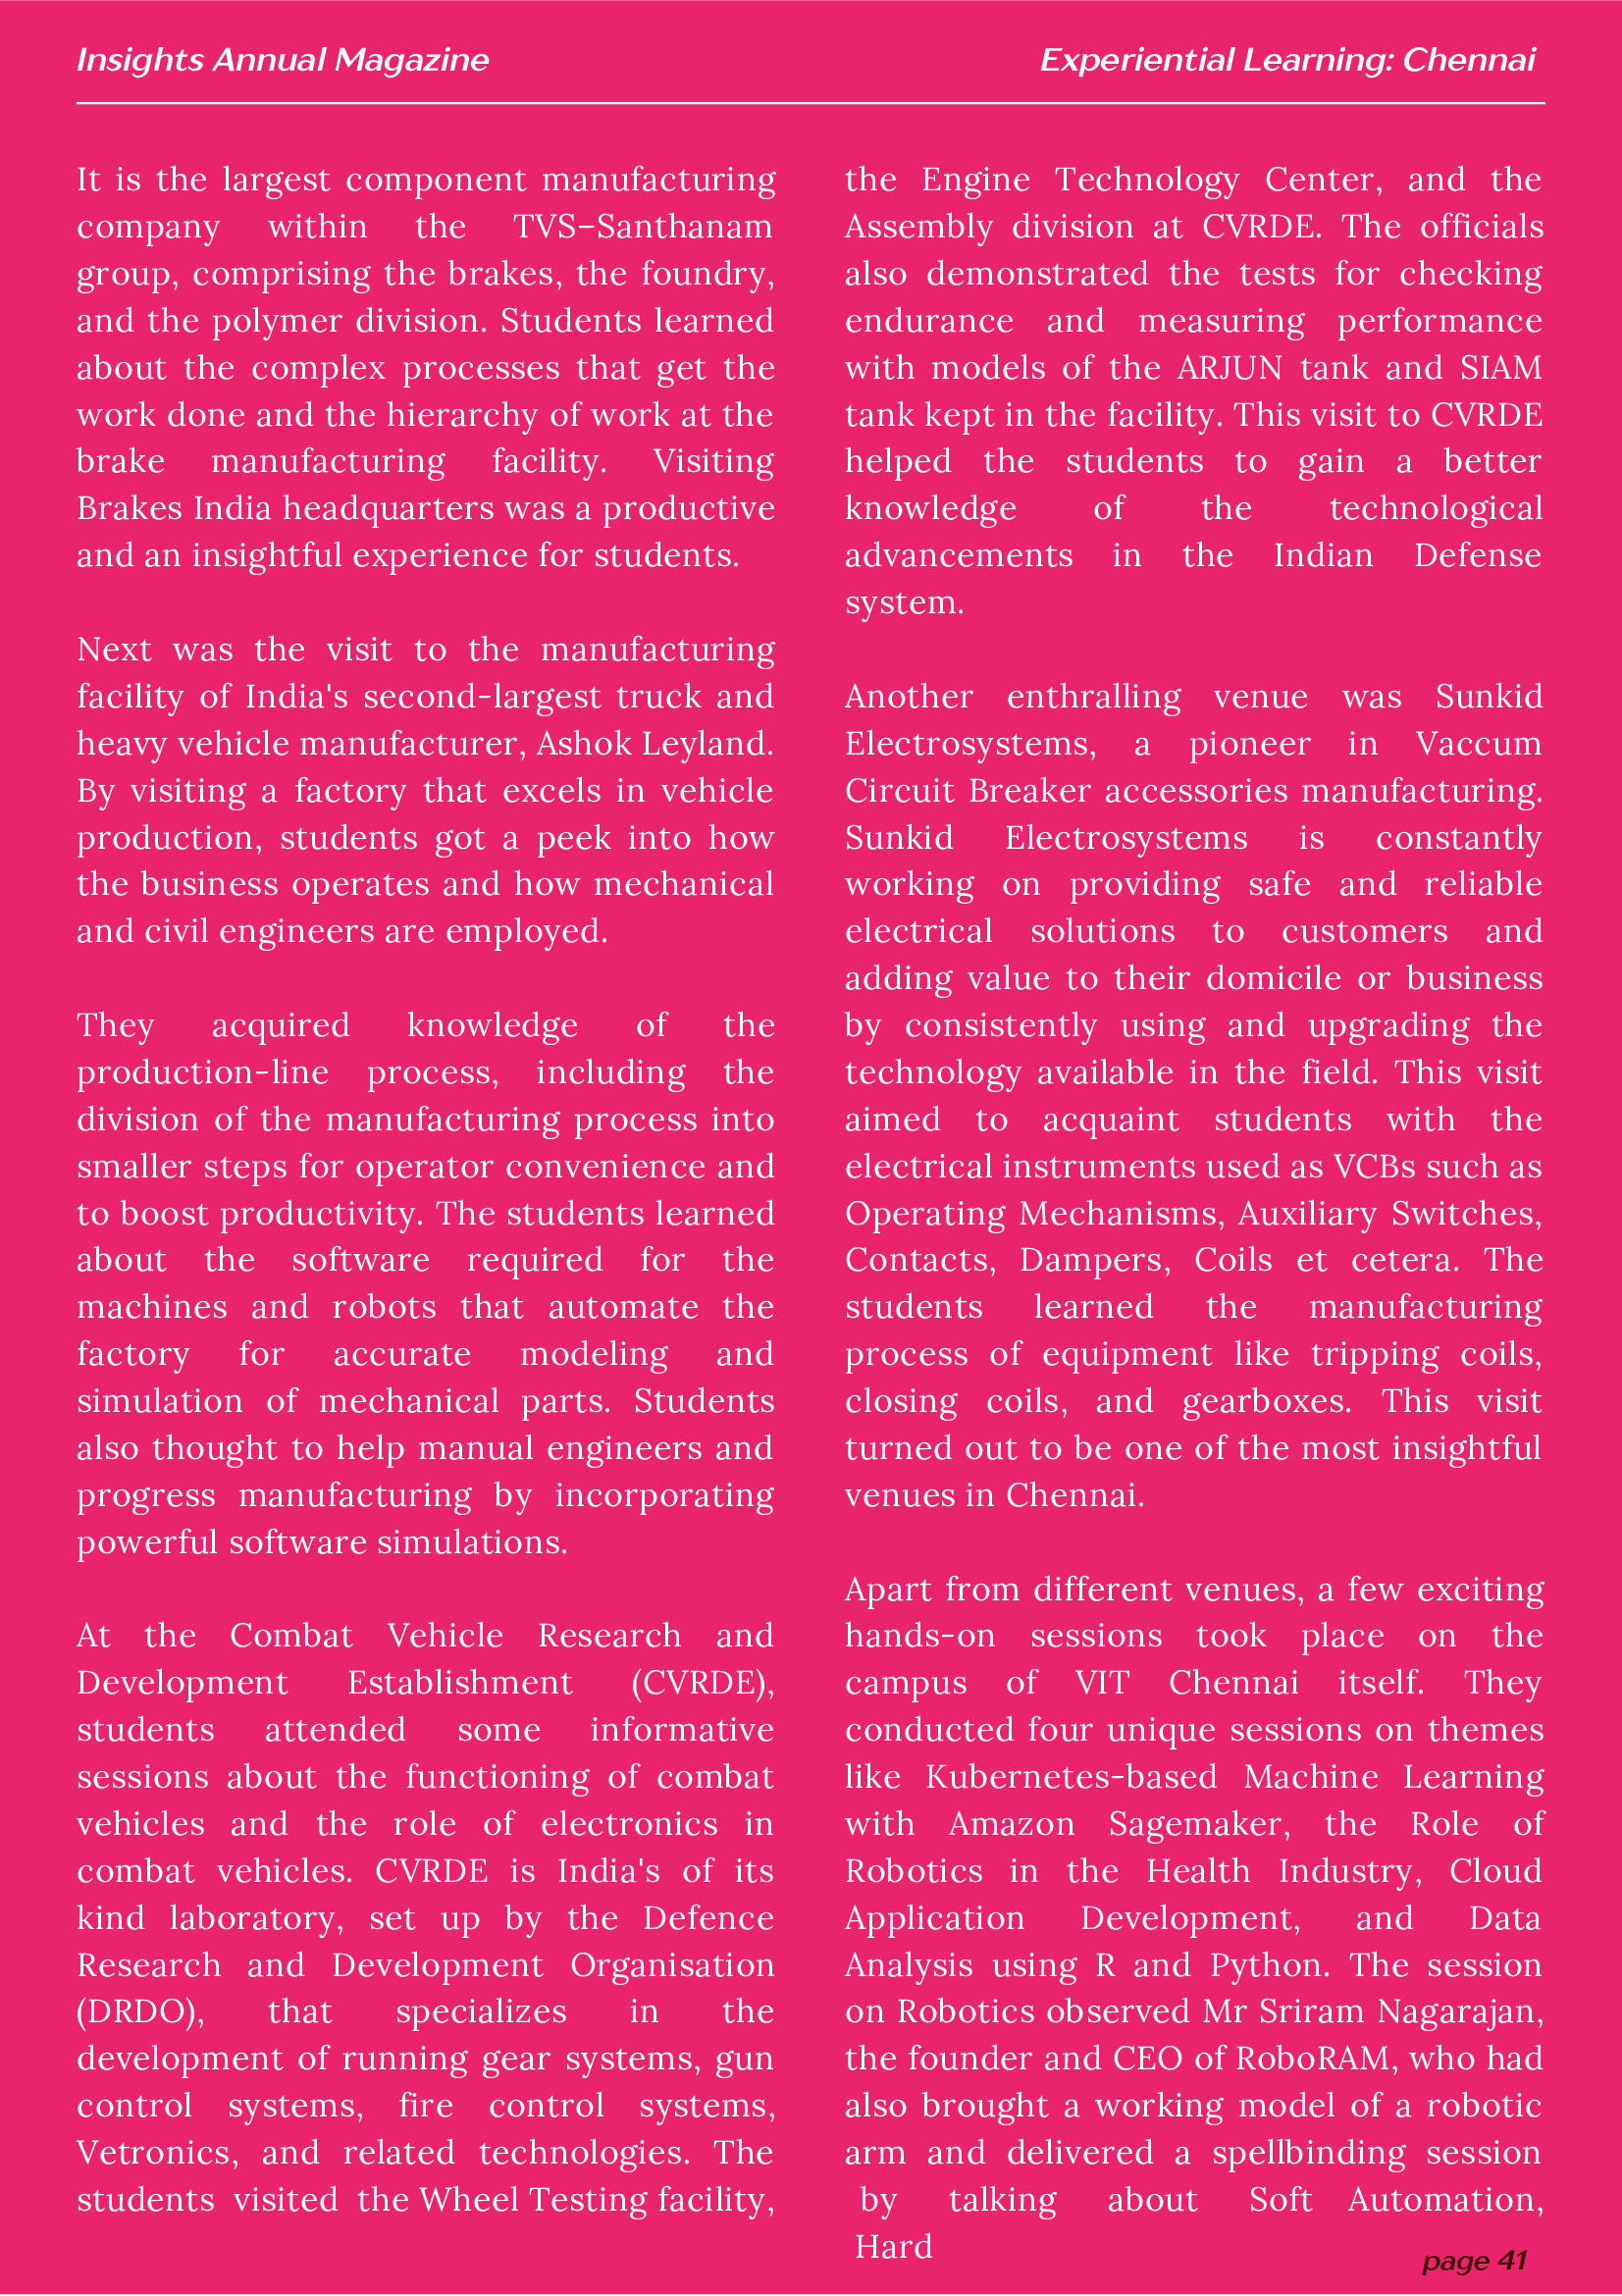 Insights Annual Magazine
Experiential Learning: Chennai
It is the largest component manufacturing
company within the TVS–Santhanam
group, comprising the brakes, the foundry,
and the polymer division. Students learned
about the complex processes that get the
work done and the hierarchy of work at the
brake manufacturing facility. Visiting
Brakes India headquarters was a productive
and an insightful experience for students.
Next was the visit to the manufacturing
facility of India's second-largest truck and
heavy vehicle manufacturer, Ashok Leyland.
By visiting a factory that excels in vehicle
production, students got a peek into how
the business operates and how mechanical
and civil engineers are employed.
They acquired knowledge of the
production-line process, including the
division of the manufacturing process into
smaller steps for operator convenience and
to boost productivity. The students learned
about the software required for the
machines and robots that automate the
factory for accurate modeling and
simulation of mechanical parts. Students
also thought to help manual engineers and
progress manufacturing by incorporating
powerful software simulations.
At the Combat Vehicle Research and
Development Establishment (CVRDE),
students attended some informative
sessions about the functioning of combat
vehicles and the role of electronics in
combat vehicles. CVRDE is India's of its
kind laboratory, set up by the Defence
Research and Development Organisation
(DRDO), that specializes in the
development of running gear systems, gun
control systems, fire control systems,
Vetronics, and related technologies. The
students visited the Wheel Testing facility,
the Engine Technology Center, and the
Assembly division at CVRDE. The officials
also demonstrated the tests for checking
endurance and measuring performance
with models of the ARJUN tank and SIAM
tank kept in the facility. This visit to CVRDE
helped the students to gain a better
knowledge of the technological
advancements in the Indian Defense
system.
Another enthralling venue was Sunkid
Electrosystems, a pioneer in Vaccum
Circuit Breaker accessories manufacturing.
Sunkid Electrosystems is constantly
working on providing safe and reliable
electrical solutions to customers and
adding value to their domicile or business
by consistently using and upgrading the
technology available in the field. This visit
aimed to acquaint students with the
electrical instruments used as VCBs such as
Operating Mechanisms, Auxiliary Switches,
Contacts, Dampers, Coils et cetera. The
students learned the manufacturing
process of equipment like tripping coils,
closing coils, and gearboxes. This visit
turned out to be one of the most insightful
venues in Chennai.
Apart from different venues, a few exciting
hands-on sessions took place on the
campus of VIT Chennai itself. They
conducted four unique sessions on themes
like Kubernetes-based Machine Learning
with Amazon Sagemaker, the Role of
Robotics in the Health Industry, Cloud
Application Development, and Data
Analysis using R and Python. The session
on Robotics observed Mr Sriram Nagarajan,
the founder and CEO of RoboRAM, who had
also brought a working model of a robotic
arm and delivered a spellbinding session
by talking about Soft Automation,
Hard
page 41